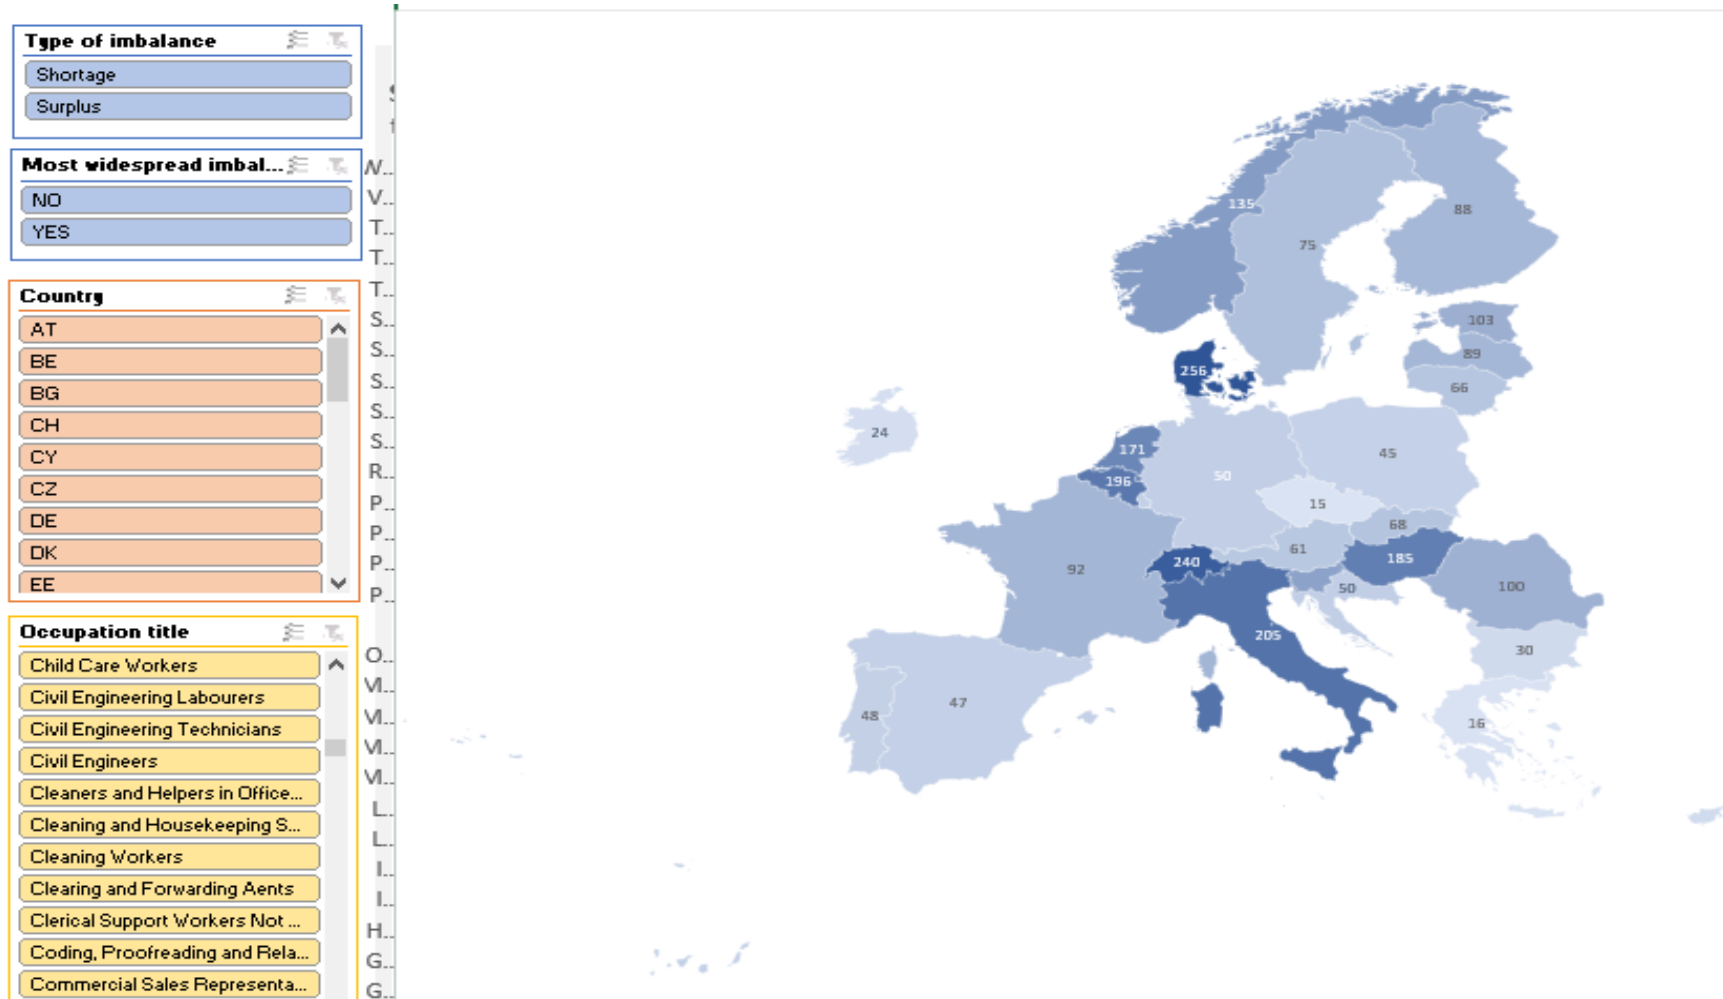 Type of imbalance
Shortage
Surplus
Most widespread imbal...
NO
YES
Country
AT
BE
BG
CH
CY
CZ
DE
DK
EE
Occupation title
Child Care Workers
Civil Engineering Labourers
Civil Engineering Technicians
Civil Engineers
Cleaners and Helpers in Office...
Cleaning and Housekeeping S...
Cleaning Workers
Clearing and Forwarding Aents
Clerical Support Workers Not ...
Coding, Proofreading and Rela...
Commercial Sales Representa...
W...
V...
T...
T...
T...
S...
S...
S...
S...
S...
R...
P...
P...
P...
P...
O...
M...
M...
M...
M...
L...
L...
I...
I...
H...
G...
G...
135
88
75
103
89
66
256
24
171
196
50
45
15
68
61
185
240
50
100
92
205
30
48
47
16